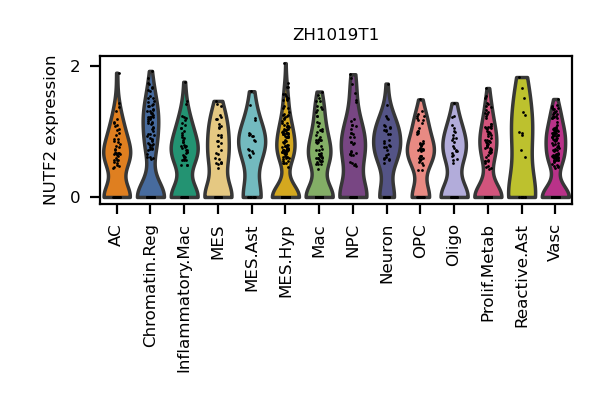 ZH1019T1
NUTF2 expression
2
0
AC
Chromatin.Reg
Inflammatory.Mac
MES
MES.Ast
MES.Hyp
Mac
NPC
Neuron
OPC
Oligo
Prolif.Metab
Reactive.Ast
Vasc